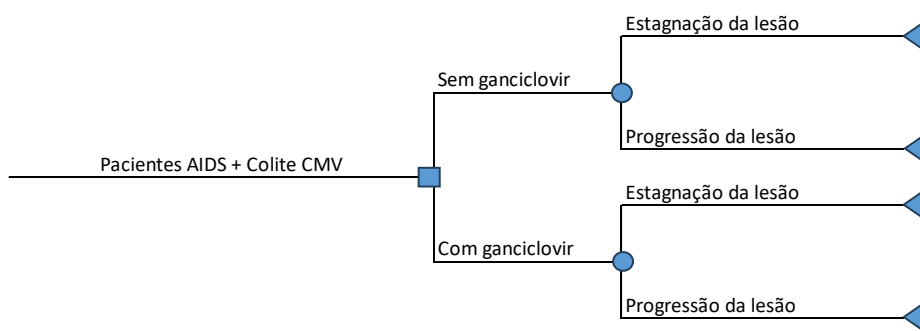 Estagnação da lesão
Sem ganciclovir
Progressão da lesão
Pacientes AIDS + Colite CMV
Estagnação da lesão
Com ganciclovir
Progressão da lesão